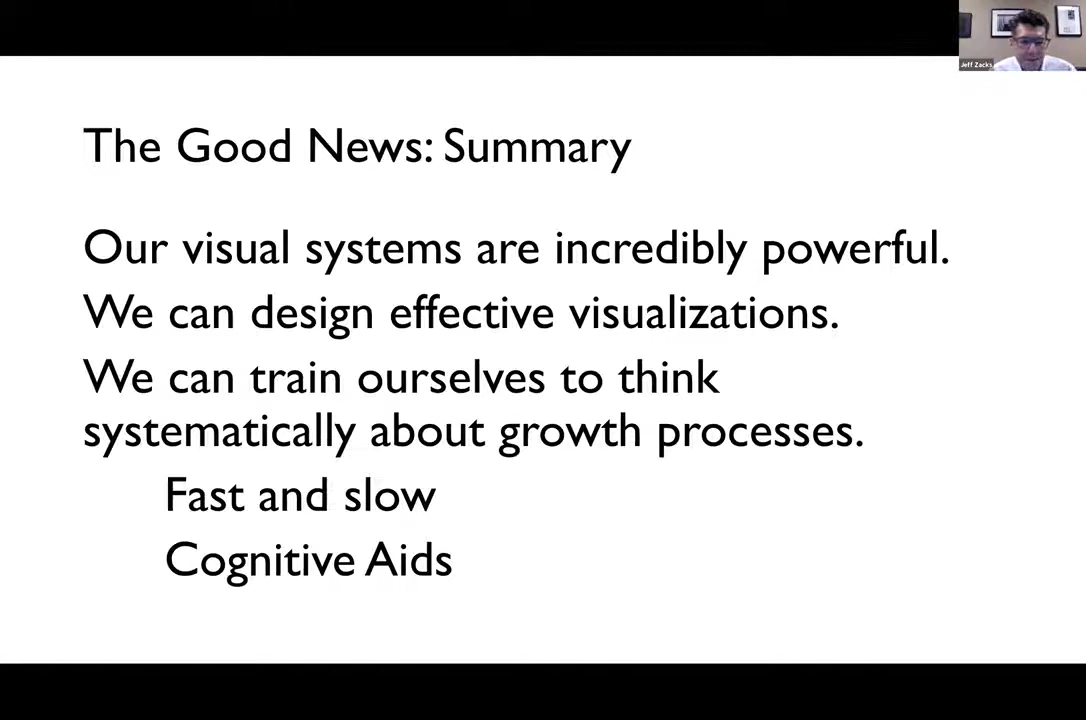 Jeff Zacks
The Good News: Summary
Our visual systems are incredibly powerful.
We can design effective visualizations.
We can train ourselves to think
systematically about growth processes.
Fast and slow
Cognitive Aids